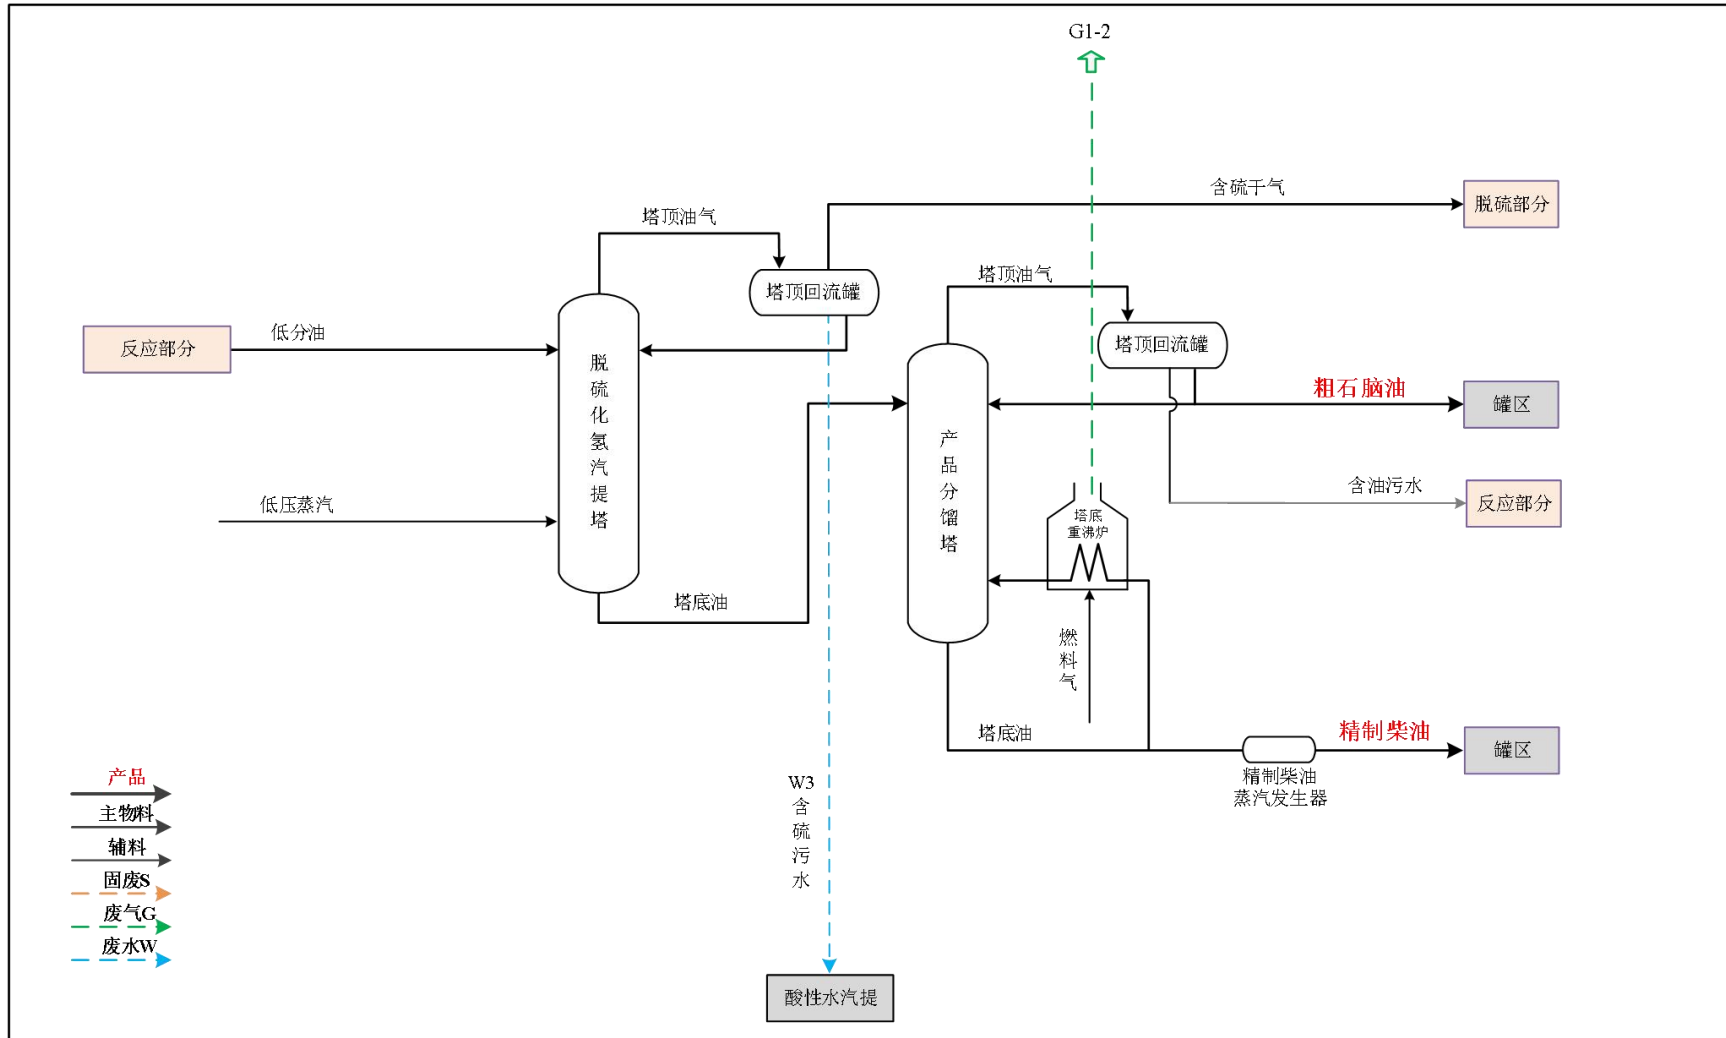 G1-2
含硫干气
脱硫部分
塔顶油气
塔顶回流罐
塔顶油气
塔顶回流罐
反应部分
低分油
脱硫化氢汽提塔
粗石脑油
罐区
产品分馏塔
含油污水
反应部分
低压蒸汽
塔底
重沸炉
塔底油
燃料气
塔底油
精制柴油
罐区
精制柴油
蒸汽发生器
W3
含硫污水
酸性水汽提
产品
主物料
辅料
固废S
废气G
废水W